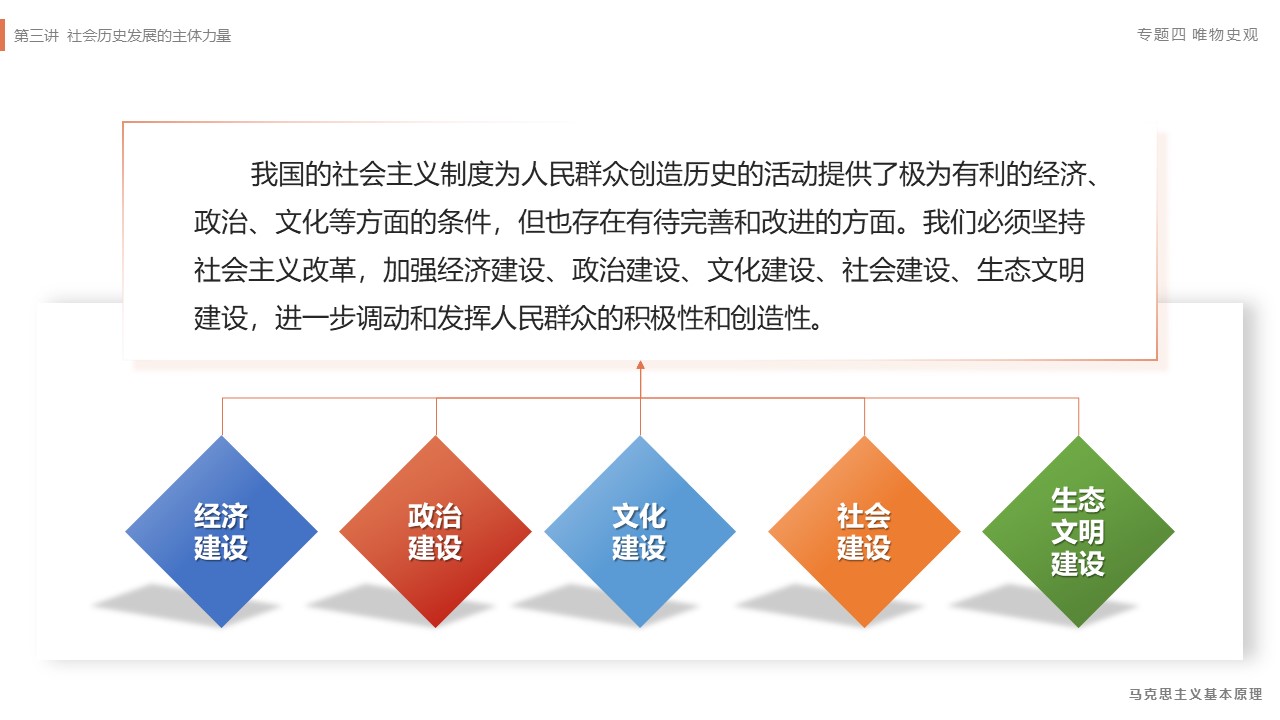 第三讲 社会历史发展的主体力量
专题四 唯物史观
我国的社会主义制度为人民群众创造历史的活动提供了极为有利的经济、
政治、文化等方面的条件，但也存在有待完善和改进的方面。我们必须坚持
社会主义改革，加强经济建设、政治建设、文化建设、社会建设、生态文明
建设，进一步调动和发挥人民群众的积极性和创造性。
经济
建设
政治
建设
文化
建设
社会
建设
生态
文明
建设
马克思主义基本原理